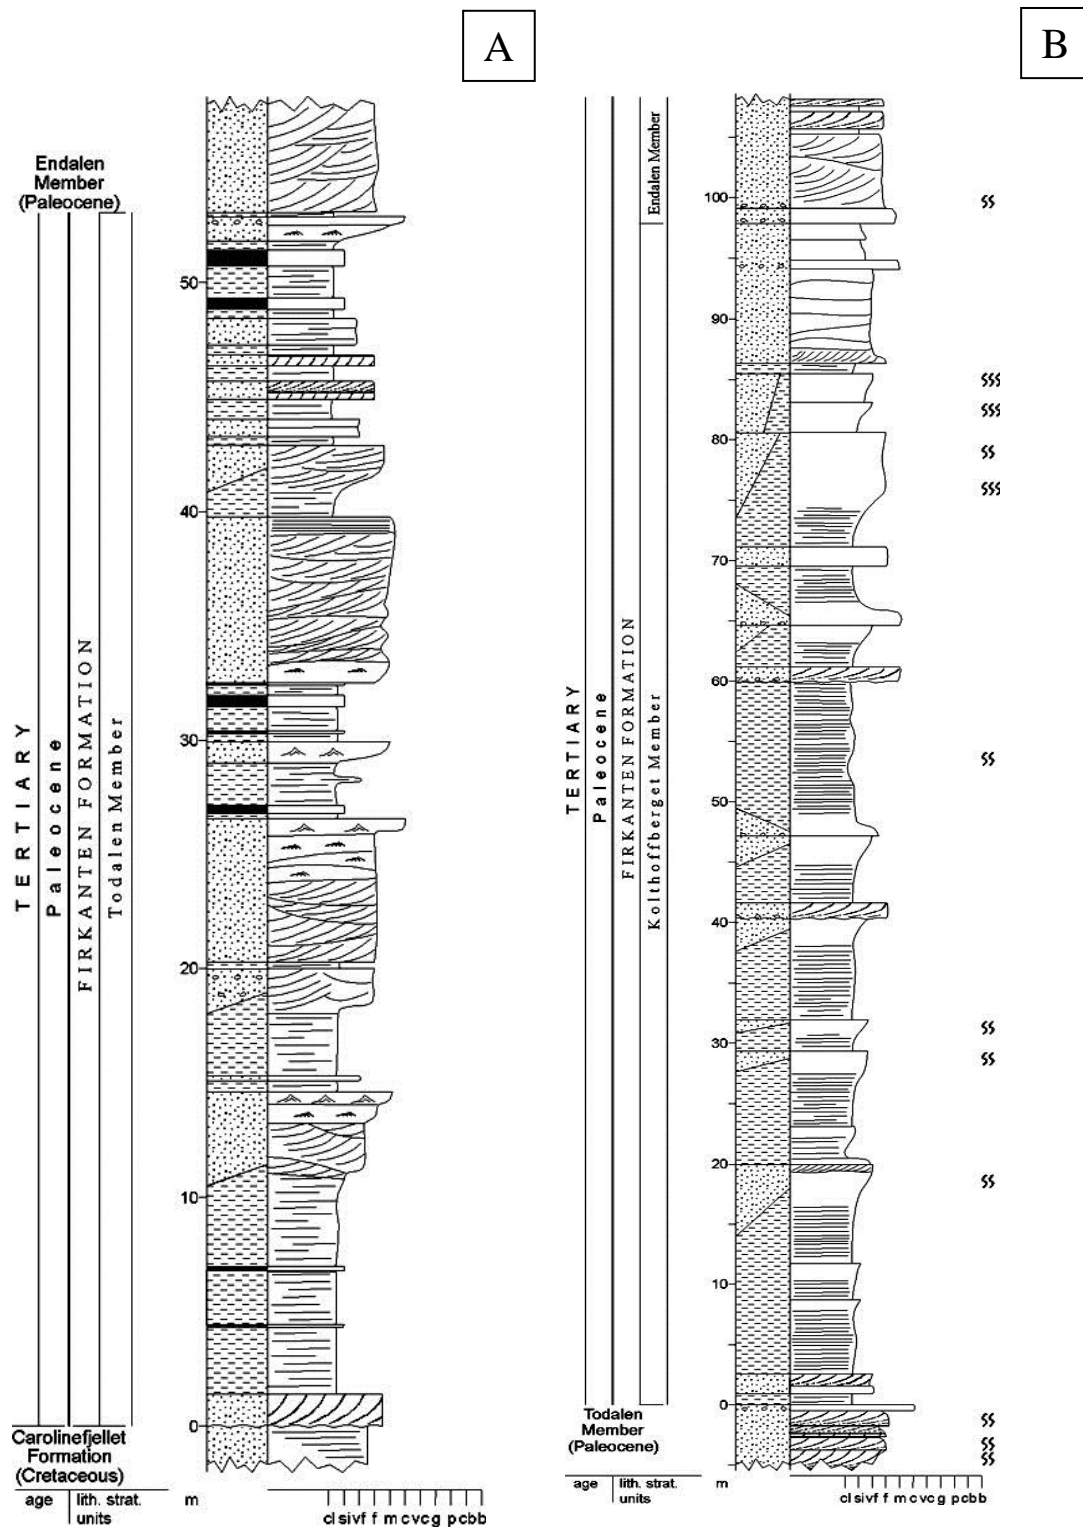 A
Endalen
Member
(Paleocene)
TERTIARY
Paleocene
FIRKANTEN FORMATION
Todalen Member
50
40
30
20
10
0
Carolinefjellet
Formation
(Cretaceous)
age
lith. strat.
units
m
cl si vf f m c vc g p c b b
B
TERTIARY
Paleocene
FIRKANTEN FORMATION
Kolthoffberget Member
Endalen Member
100
90
80
70
60
50
40
30
20
10
0
Todalen
Member
(Paleocene)
age
lith. strat.
units
m
cl si vf f m c vc g p c b b